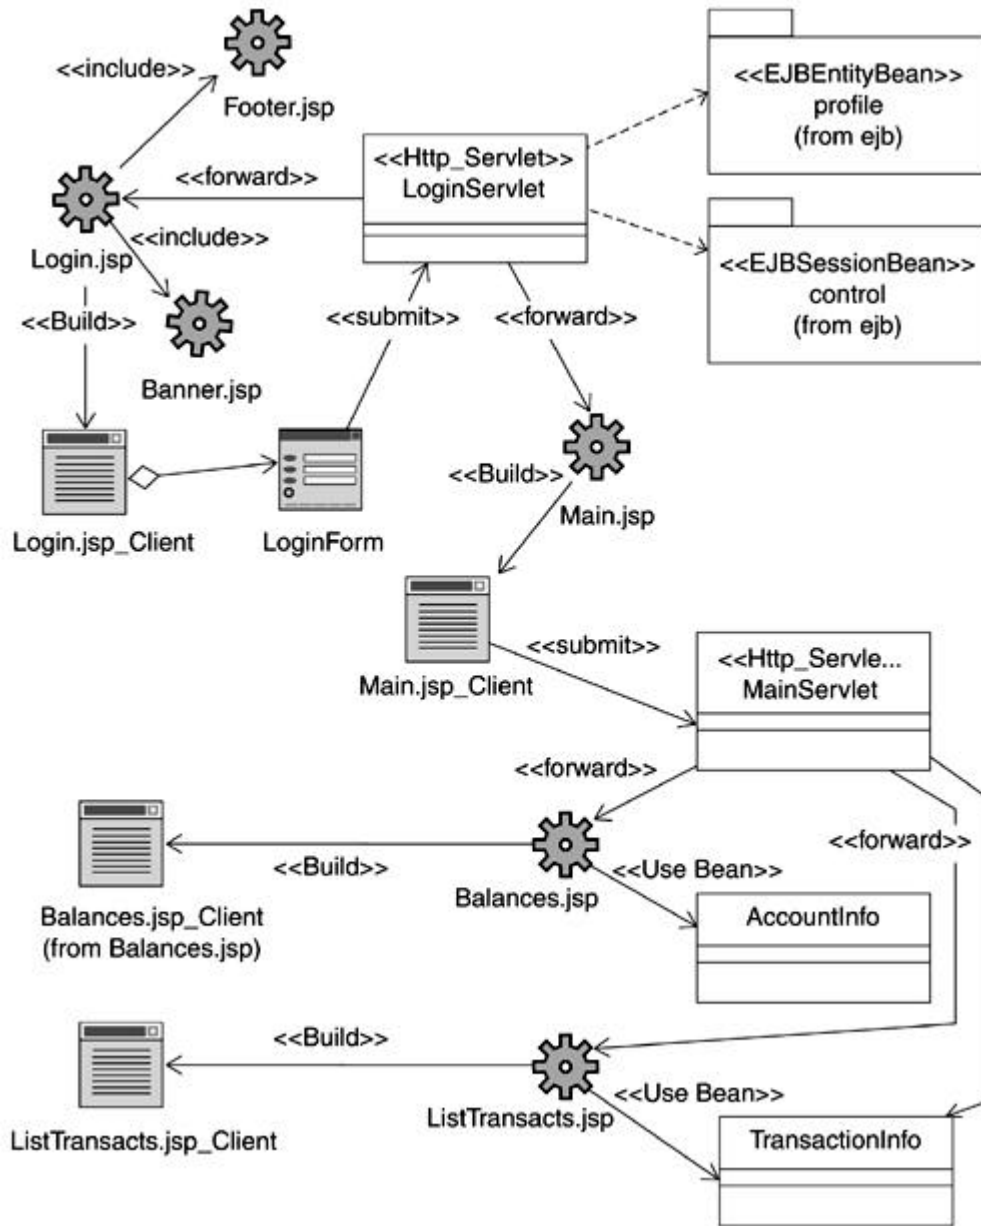 <<include>>
Footer.jsp
<<EJBEntityBean>>
profile
(from ejb)
<<Http_Servlet>>
LoginServlet
<<forward>>
Login.jsp
<<include>>
<<EJBSessionBean>>
control
(from ejb)
<<Build>>
<<submit>>
<<forward>>
Banner.jsp
Login.jsp_Client
LoginForm
<<Build>>
Main.jsp
Main.jsp_Client
<<submit>>
<<Http_Servle...
MainServlet
<<forward>>
<<forward>>
<<Build>>
Balances.jsp
<<Use Bean>>
Balances.jsp_Client
(from Balances.jsp)
AccountInfo
<<Build>>
ListTransacts.jsp
<<Use Bean>>
ListTransacts.jsp_Client
TransactionInfo